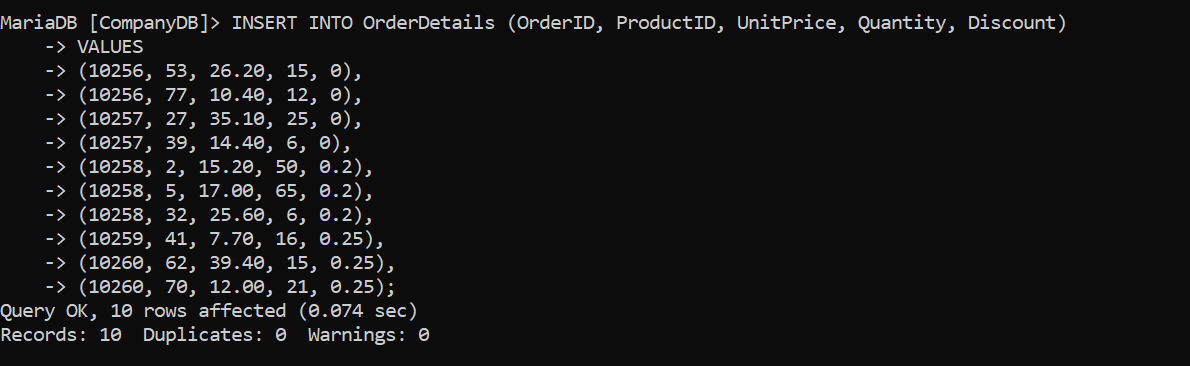 MariaDB [CompanyDB]> INSERT INTO OrderDetails (OrderID, ProductID, UnitPrice, Quantity, Discount)
    -> VALUES
    -> (10256, 53, 26.20, 15, 0),
    -> (10256, 77, 10.40, 12, 0),
    -> (10257, 27, 35.10, 25, 0),
    -> (10257, 39, 14.40, 6, 0),
    -> (10258, 2, 15.20, 50, 0.2),
    -> (10258, 5, 17.00, 65, 0.2),
    -> (10258, 32, 25.60, 6, 0.2),
    -> (10259, 41, 7.70, 16, 0.25),
    -> (10260, 62, 39.40, 15, 0.25),
    -> (10260, 70, 12.00, 21, 0.25);
Query OK, 10 rows affected (0.074 sec)
Records: 10  Duplicates: 0  Warnings: 0